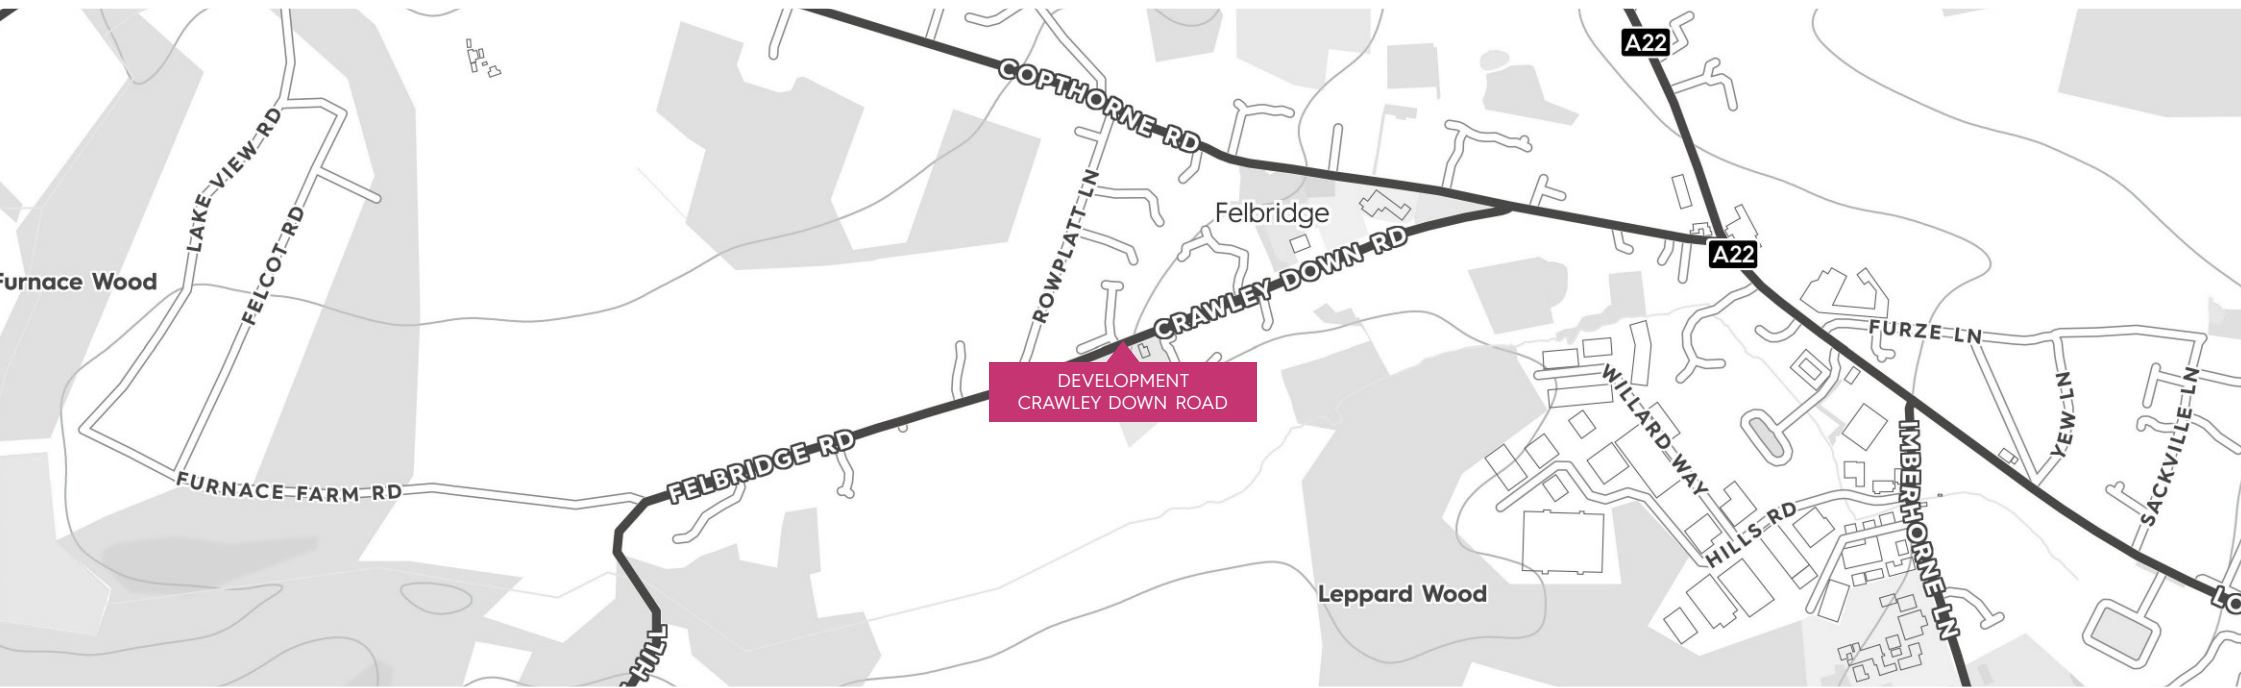 A22
COPTHORNE RD
LAKE VIEW RD
FELCOT RD
ROWPLATT LN
Felbridge
A22
CRAWLEY DOWN RD
Furnace Wood
FURZE LN
DEVELOPMENT
CRAWLEY DOWN ROAD
WILLARD WAY
YEW LN
SACKVILLE LN
FELBRIDGE RD
FURNACE FARM RD
IMBERHORNE LN
HILLS RD
Leppard Wood
HILL